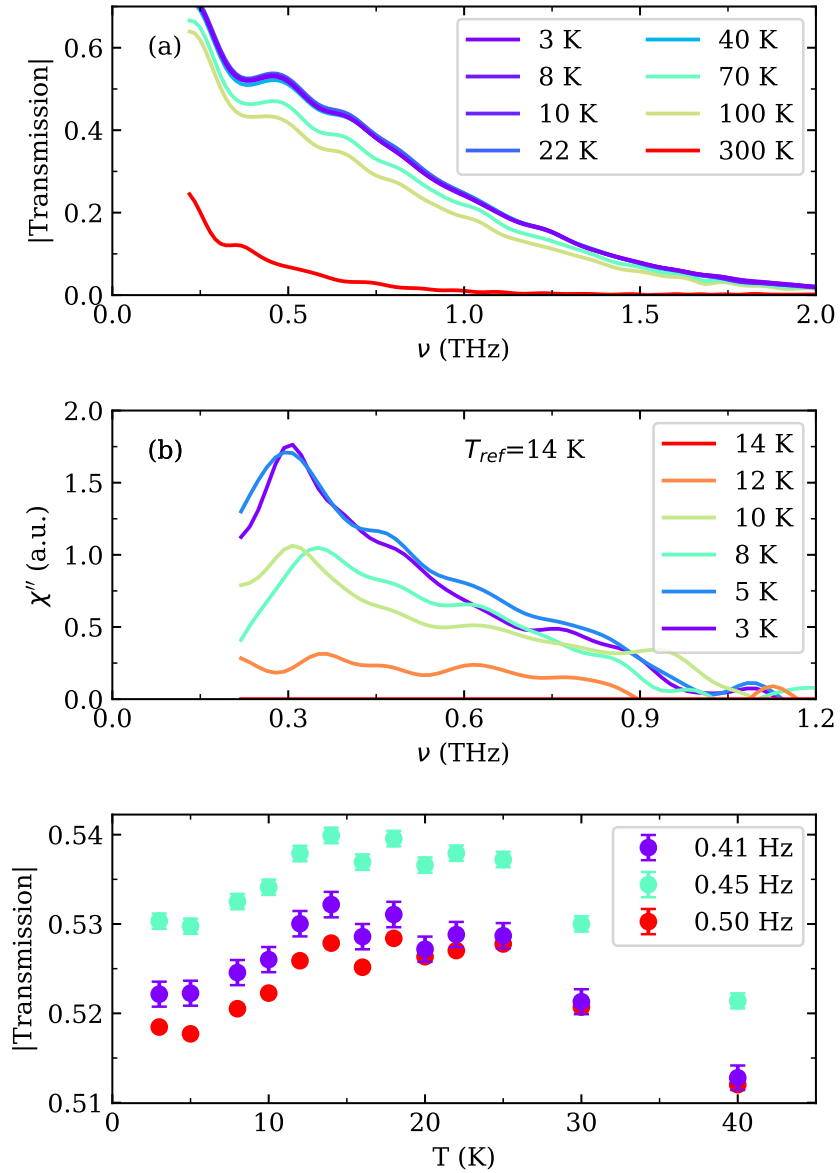 0.6
0.4
0.2
0.0
|Transmission|
(a)
3 K
8 K
10 K
22 K
40 K
70 K
100 K
300 K
0.5 1.0 1.5 2.0
ν (THz)
2.0
1.5
1.0
0.5
0.0
χ′′ (a.u.)
(b)
T_ref=14 K
14 K
12 K
10 K
8 K
5 K
3 K
0.0 0.3 0.6 0.9 1.2
ν (THz)
0.54
0.53
0.52
0.51
|Transmission|
0.41 Hz
0.45 Hz
0.50 Hz
0 10 20 30 40
T (K)